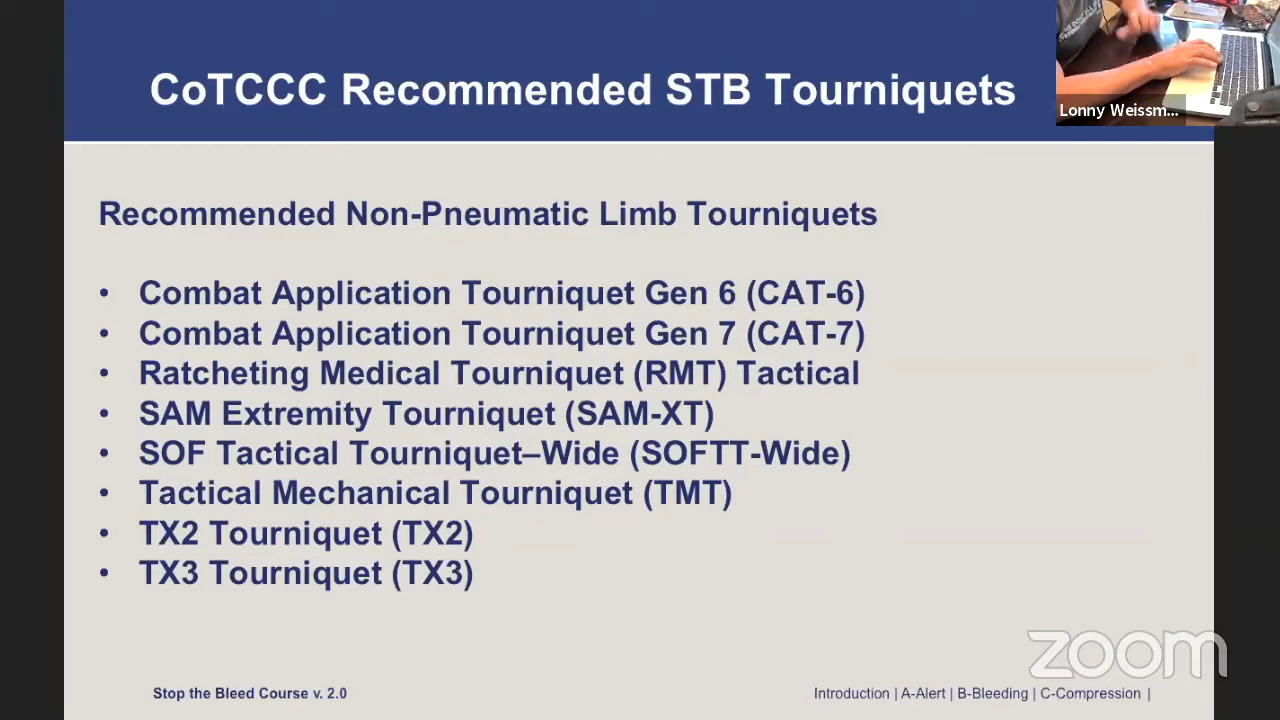 CoTCCC Recommended STB Tourniquets
Lonny Weissm...
Recommended Non-Pneumatic Limb Tourniquets
• Combat Application Tourniquet Gen 6 (CAT-6)
• Combat Application Tourniquet Gen 7 (CAT-7)
• Ratcheting Medical Tourniquet (RMT) Tactical
• SAM Extremity Tourniquet (SAM-XT)
• SOF Tactical Tourniquet–Wide (SOFTT-Wide)
• Tactical Mechanical Tourniquet (TMT)
• TX2 Tourniquet (TX2)
• TX3 Tourniquet (TX3)
zoom
Stop the Bleed Course v. 2.0
Introduction | A-Alert | B-Bleeding | C-Compression |